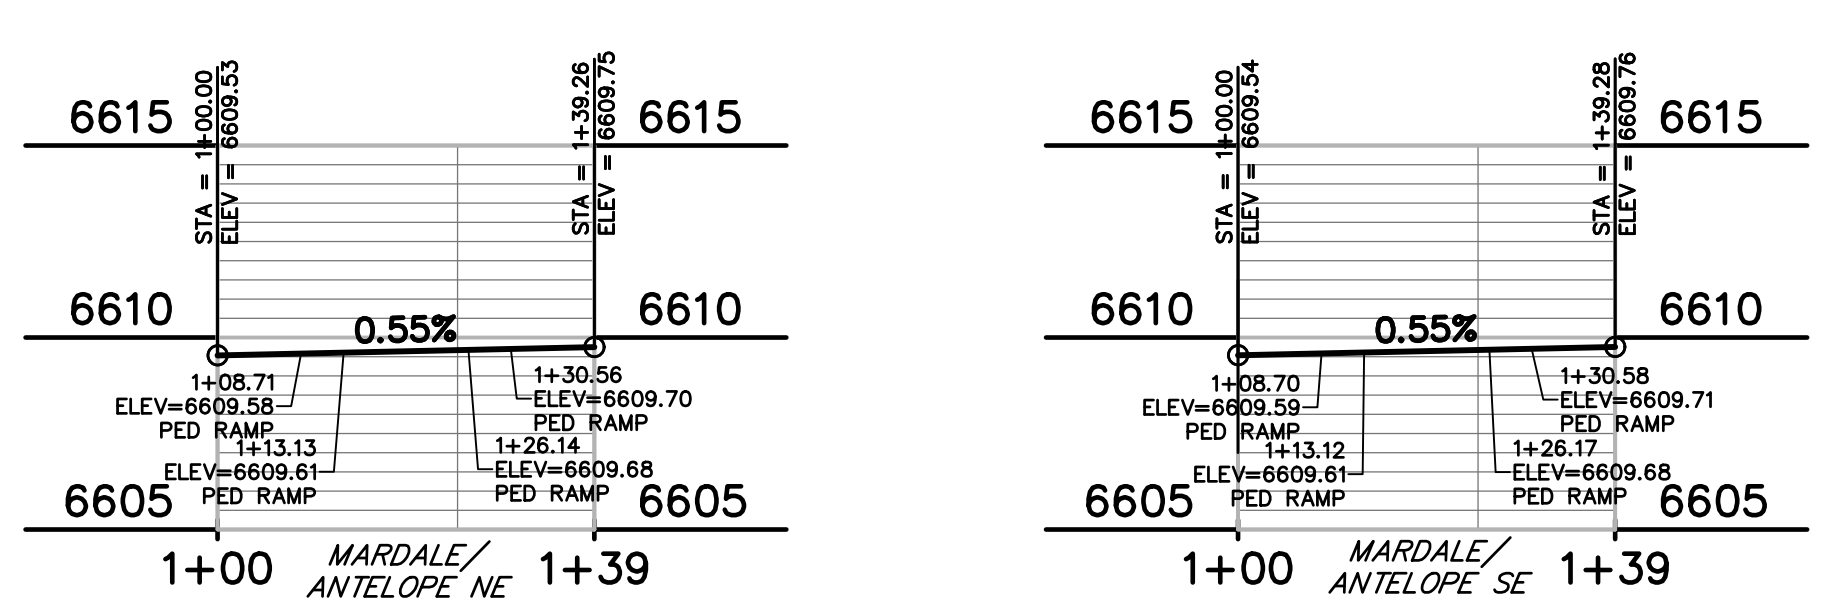 STA = 1+00.00
ELEV = 6609.53
STA = 1+39.26
ELEV = 6609.75
6615
6615
6610
6610
0.55%
1+08.71
ELEV=6609.58
PED RAMP
1+13.13
ELEV=6609.61
PED RAMP
1+30.56
ELEV=6609.70
PED RAMP
1+26.14
ELEV=6609.68
PED RAMP
6605
6605
1+00
MARDALE/
ANTELOPE NE
1+39
STA = 1+00.00
ELEV = 6609.54
STA = 1+39.28
ELEV = 6609.76
6615
6615
6610
6610
0.55%
1+08.70
ELEV=6609.59
PED RAMP
1+13.12
ELEV=6609.61
PED RAMP
1+30.58
ELEV=6609.71
PED RAMP
1+26.17
ELEV=6609.68
PED RAMP
6605
6605
1+00
MARDALE/
ANTELOPE SE
1+39